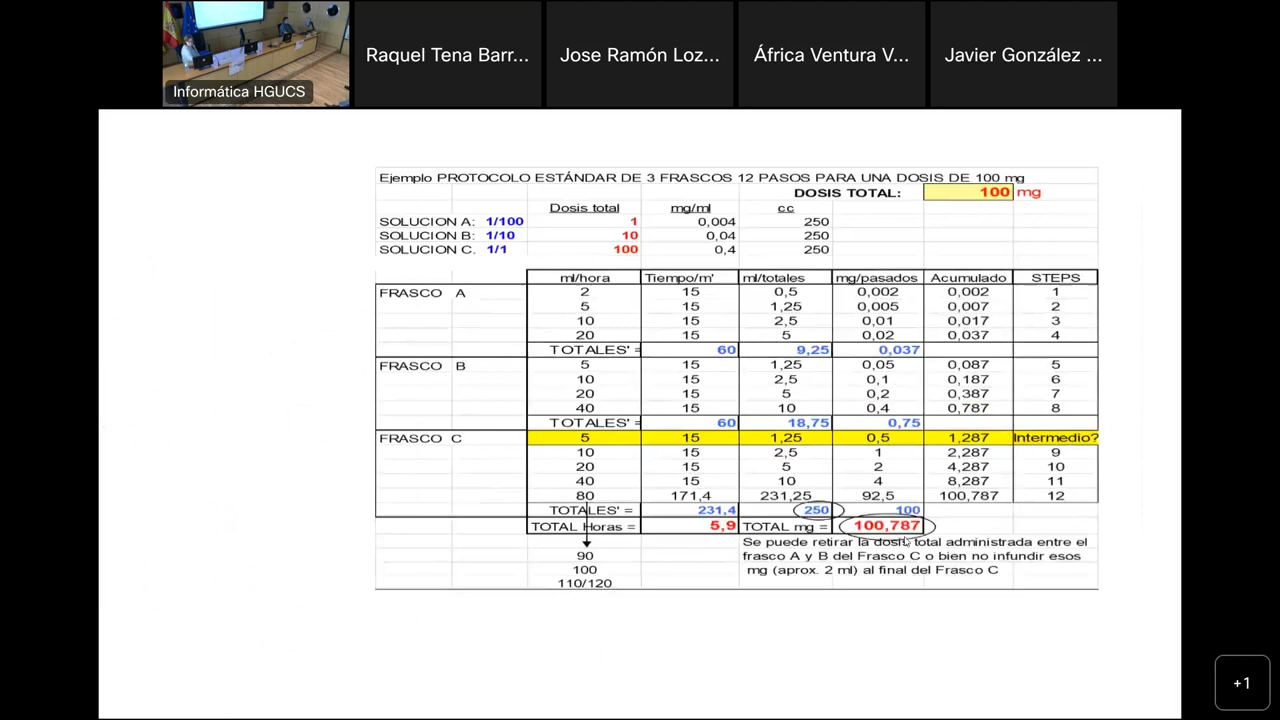 Raquel Tena Barr...
Jose Ramón Loz...
África Ventura V...
Javier González ...
Informática HGUCS
Ejemplo PROTOCOLO ESTÁNDAR DE 3 FRASCOS 12 PASOS PARA UNA DOSIS DE 100 mg
DOSIS TOTAL: 100 mg
Dosis total mg/ml cc
SOLUCION A: 1/100 1 0,004 250
SOLUCION B: 1/10 10 0,04 250
SOLUCION C. 1/1 100 0,4 250
ml/hora Tiempo/m' ml/totales mg/pasados Acumulado STEPS
FRASCO A 2 15 0,5 0,002 0,002 1
5 15 1,25 0,005 0,007 2
10 15 2,5 0,01 0,017 3
20 15 5 0,02 0,037 4
TOTALES' = 60 9,25 0,037
FRASCO B 5 15 1,25 0,05 0,087 5
10 15 2,5 0,1 0,187 6
20 15 5 0,2 0,387 7
40 15 10 0,4 0,787 8
TOTALES' = 60 18,75 0,75
FRASCO C 5 15 1,25 0,5 1,287 Intermedio?
10 15 2,5 1 2,287 9
20 15 5 2 4,287 10
40 15 10 4 8,287 11
80 171,4 231,25 92,5 100,787 12
TOTALES' = 231,4 250 100
TOTAL Horas = 5,9 TOTAL mg = 100,787
Se puede retirar la dosis total administrada entre el
90 frasco A y B del Frasco C o bien no infundir esos
100 mg (aprox. 2 ml) al final del Frasco C
110/120
+1